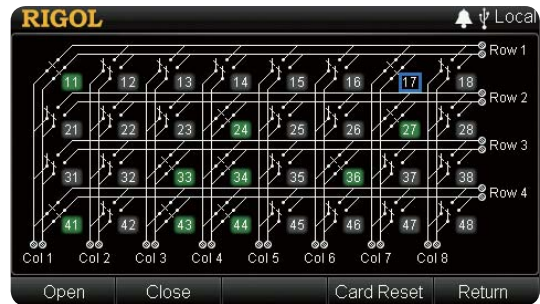 RIGOL Local
Row 1
11 12 13 14 15 16 17 18
Row 2
21 22 23 24 25 26 27 28
Row 3
31 32 33 34 35 36 37 38
Row 4
41 42 43 44 45 46 47 48
Col 1 Col 2 Col 3 Col 4 Col 5 Col 6 Col 7 Col 8
Open Close Card Reset Return